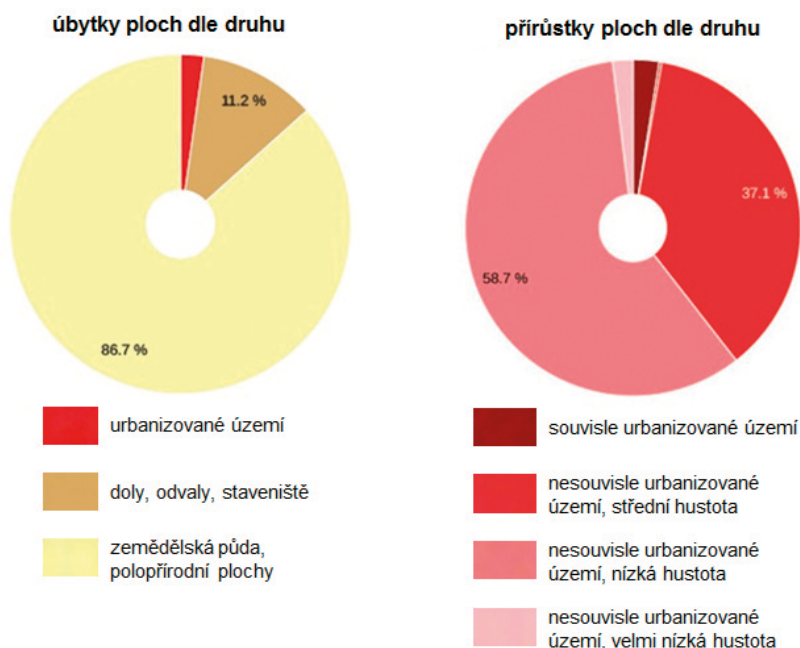 úbytky ploch dle druhu
11.2 %
86.7 %
urbanizované území
doly, odvaly, staveniště
zemědělská půda,
polopřírodní plochy
přírůstky ploch dle druhu
37.1 %
58.7 %
souvisle urbanizované území
nesouvisle urbanizované
území, střední hustota
nesouvisle urbanizované
území, nízká hustota
nesouvisle urbanizované
území, velmi nízká hustota